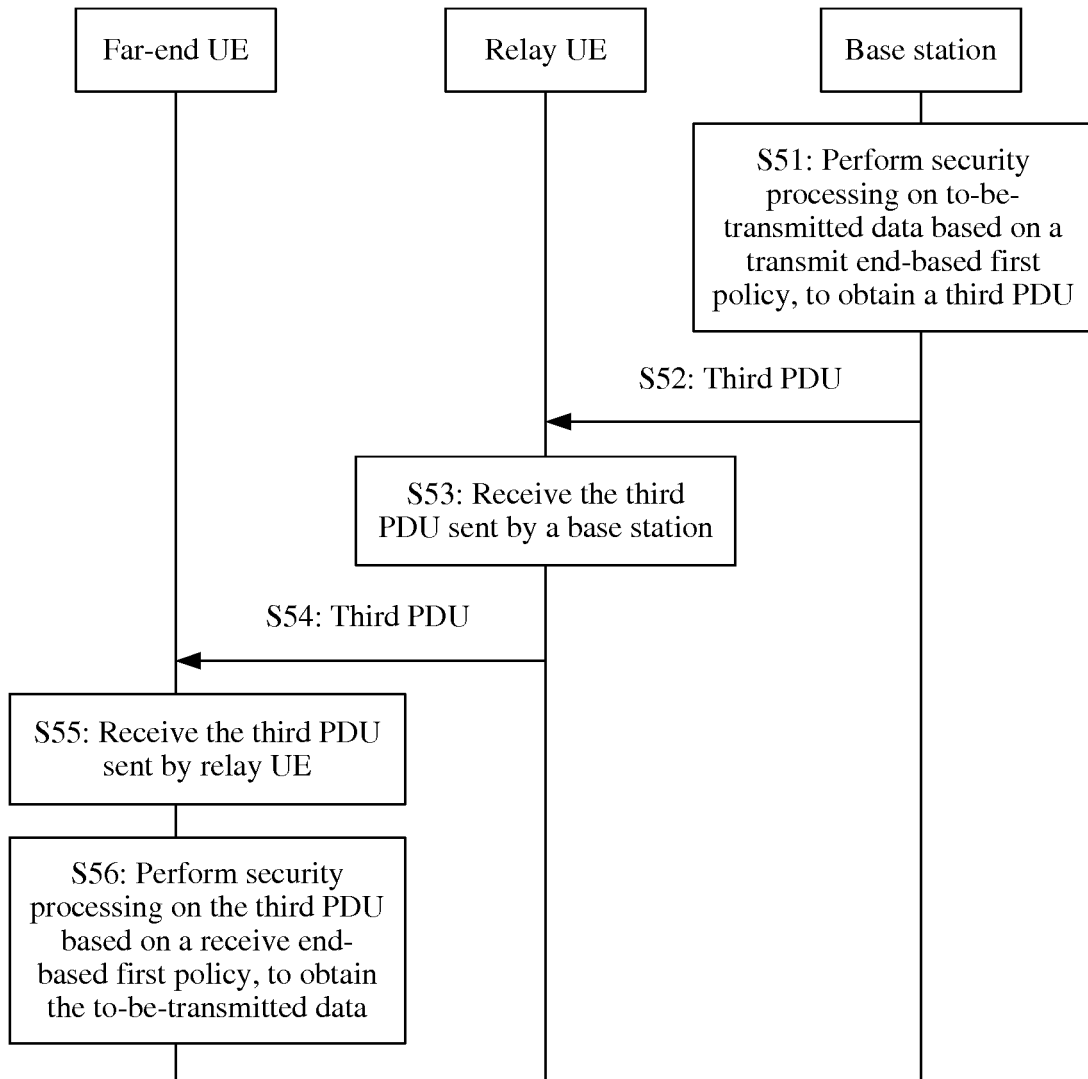 Far-end UE
Relay UE
Base station
S51: Perform security
processing on to-be-
transmitted data based on a
transmit end-based first
policy, to obtain a third PDU
S52: Third PDU
S53: Receive the third
PDU sent by a base station
S54: Third PDU
S55: Receive the third PDU
sent by relay UE
S56: Perform security
processing on the third PDU
based on a receive end-
based first policy, to obtain
the to-be-transmitted data